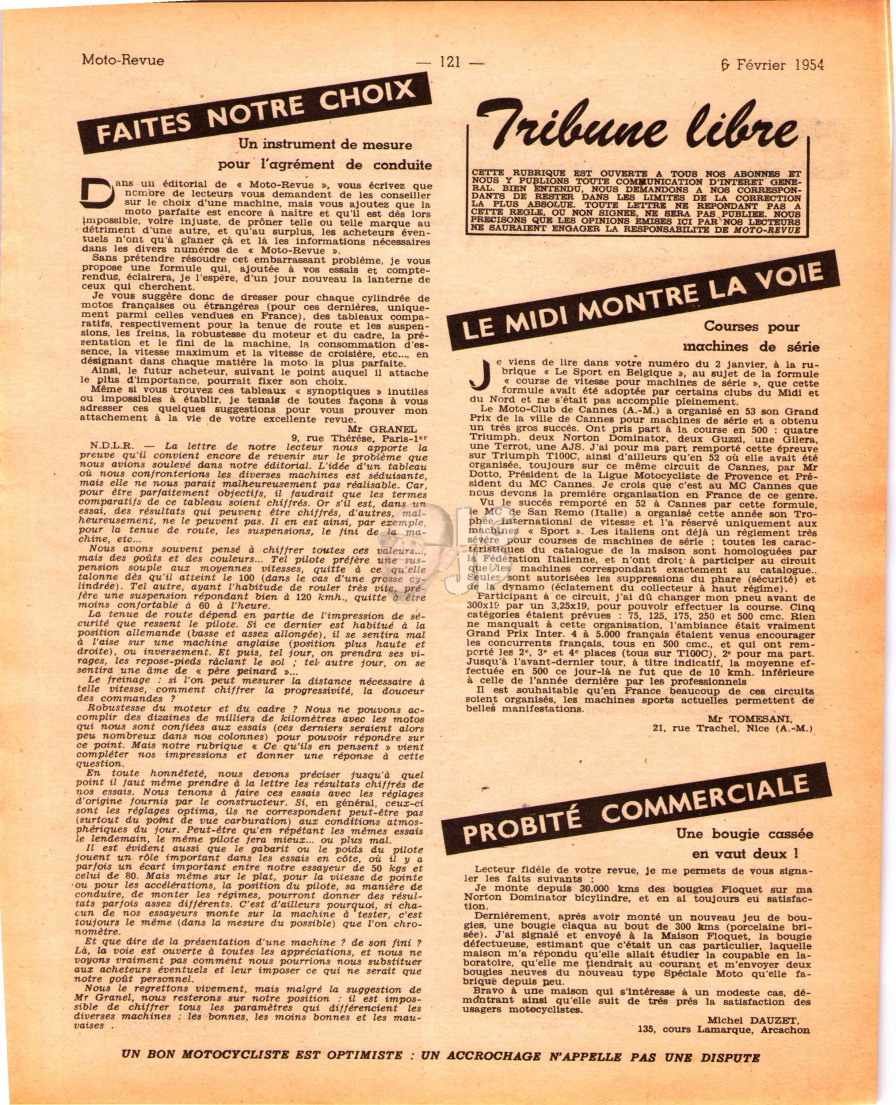 Moto-Revue
— 121 —
6 Février 1954
FAITES NOTRE CHOIX
Un instrument de mesure
pour l'agrément de conduite
Dans un éditorial de « Moto-Revue », vous écrivez que
nombre de lecteurs vous demandent de les conseiller
sur le choix d'une machine, mais vous ajoutez que la
moto parfaite est encore à naître et qu'il est dès lors
impossible, voire injuste, de prôner telle ou telle marque au
détriment d'une autre, et qu'au surplus, les acheteurs éven-
tuels n'ont qu'à glaner çà et là les informations nécessaires
dans les divers numéros de « Moto-Revue ».
Sans prétendre résoudre cet embarrassant problème, je vous
propose une formule qui, ajoutée à vos essais et compte-
rendus, éclairera, je l'espère, d'un jour nouveau la lanterne de
ceux qui cherchent.
Je vous suggère donc de dresser pour chaque cylindrée de
motos françaises ou étrangères (pour ces dernières, unique-
ment parmi celles vendues en France), des tableaux compa-
ratifs, respectivement pour la tenue de route et les suspen-
sions, les freins, la robustesse du moteur et du cadre, la pré-
sentation et le fini de la machine, la consommation d'es-
sence, la vitesse maximum et la vitesse de croisière, etc..., en
désignant dans chaque matière la moto la plus parfaite.
Ainsi, le futur acheteur, suivant le point auquel il attache
le plus d'importance, pourrait fixer son choix.
Même si vous trouvez ces tableaux « synoptiques » inutiles
ou impossibles à établir, je tenais de toutes façons à vous
adresser ces quelques suggestions pour vous prouver mon
attachement à la vie de votre excellente revue.
Mr GRANEL
9, rue Thérèse, Paris-1er
N.D.L.R. — La lettre de notre lecteur nous apporte la
preuve qu'il convient encore de revenir sur le problème que
nous avions soulevé dans notre éditorial. L'idée d'un tableau
où nous confronterions les diverses machines est séduisante,
mais elle ne nous parait malheureusement pas réalisable. Car,
pour être parfaitement objectifs, il faudrait que les termes
comparatifs de ce tableau soient chiffrés. Or s'il est, dans un
essai, des résultats qui peuvent être chiffrés, d'autres, mal-
heureusement, ne le peuvent pas. Il en est ainsi, par exemple,
pour la tenue de route, les suspensions, le fini de la ma-
chine, etc...
Nous avons souvent pensé à chiffrer toutes ces valeurs...,
mais des goûts et des couleurs... Tel pilote préfère une sus-
pension souple aux moyennes vitesses, quitte à ce qu'elle
talonne dès qu'il atteint le 100 (dans le cas d'une grosse cy-
lindrée). Tel autre, ayant l'habitude de rouler très vite, pré-
fère une suspension répondant bien à 120 kmh., quitte à être
moins confortable à 60 à l'heure.
La tenue de route dépend en partie de l'impression de sé-
curité que ressent le pilote. Si ce dernier est habitué à la
position allemande (basse et assez allongée), il se sentira mal
à l'aise sur une machine anglaise (position plus haute et
droite), ou inversement. Et puis, tel jour, on prendra ses vi-
rages, les repose-pieds râclant le sol ; tel autre jour, on se
sentira une âme de « père peinard »...
Le freinage : si l'on peut mesurer la distance nécessaire à
telle vitesse, comment chiffrer la progressivité, la douceur
des commandes ?
Robustesse du moteur et du cadre ? Nous ne pouvons ac-
complir des dizaines de milliers de kilomètres avec les motos
qui nous sont confiées aux essais (ces derniers seraient alors
peu nombreux dans nos colonnes) pour pouvoir répondre sur
ce point. Mais notre rubrique « Ce qu'ils en pensent » vient
compléter nos impressions et donner une réponse à cette
question.
En toute honnêteté, nous devons préciser jusqu'à quel
point il faut même prendre à la lettre les résultats chiffrés de
nos essais. Nous tenons à faire ces essais avec les réglages
d'origine fournis par le constructeur. Si, en général, ceux-ci
sont les réglages optima, ils ne correspondent peut-être pas
(surtout du point de vue carburation) aux conditions atmos-
phériques du jour. Peut-être qu'en répétant les mêmes essais
le lendemain, le même pilote fera mieux... ou plus mal.
Il est évident aussi que le gabarit ou le poids du pilote
jouent un rôle important dans les essais en côte, où il y a
parfois un écart important entre notre essayeur de 50 kgs et
celui de 80. Mais même sur le plat, pour la vitesse de pointe
ou pour les accélérations, la position du pilote, sa manière de
conduire, de monter les régimes, pourront donner des résul-
tats parfois assez différents. C'est d'ailleurs pourquoi, si cha-
cun de nos essayeurs monte sur la machine à tester, c'est
toujours le même (dans la mesure du possible) que l'on chro-
nomètre.
Et que dire de la présentation d'une machine ? de son fini ?
Là, la voie est ouverte à toutes les appréciations, et nous ne
voyons vraiment pas comment nous pourrions nous substituer
aux acheteurs éventuels et leur imposer ce qui ne serait que
notre goût personnel.
Nous le regrettons vivement, mais malgré la suggestion de
Mr Granel, nous resterons sur notre position : il est impos-
sible de chiffrer tous les paramètres qui différencient les
diverses machines : les bonnes, les moins bonnes et les mau-
vaises .
Tribune libre
CETTE RUBRIQUE EST OUVERTE A TOUS NOS ABONNES ET
NOUS Y PUBLIONS TOUTE COMMUNICATION D'INTERET GENE-
RAL. BIEN ENTENDU, NOUS DEMANDONS A NOS CORRESPON-
DANTS DE RESTER DANS LES LIMITES DE LA CORRECTION
LA PLUS ABSOLUE. TOUTE LETTRE NE REPONDANT PAS A
CETTE REGLE, OU NON SIGNEE, NE SERA PAS PUBLIEE. NOUS
PRECISONS QUE LES OPINIONS EMISES ICI PAR NOS LECTEURS
NE SAURAIENT ENGAGER LA RESPONSABILITE DE MOTO-REVUE
LE MIDI MONTRE LA VOIE
Courses pour
machines de série
Je viens de lire dans votre numéro du 2 janvier, à la ru-
brique « Le Sport en Belgique », au sujet de la formule
« course de vitesse pour machines de série », que cette
formule avait été adoptée par certains clubs du Midi et
du Nord et ne s'était pas accomplie pleinement.
Le Moto-Club de Cannes (A.-M.) a organisé en 53 son Grand
Prix de la ville de Cannes pour machines de série et a obtenu
un très gros succès. Ont pris part à la course en 500 : quatre
Triumph, deux Norton Dominator, deux Guzzi, une Gilera,
une Terrot, une AJS. J'ai pour ma part remporté cette épreuve
sur Triumph T100C, ainsi d'ailleurs qu'en 52 où elle avait été
organisée, toujours sur ce même circuit de Cannes, par Mr
Dotto, Président de la Ligue Motocycliste de Provence et Pré-
sident du MC Cannes. Je crois que c'est au MC Cannes que
nous devons la première organisation en France de ce genre.
Vu le succès remporté en 52 à Cannes par cette formule,
le MC de San Remo (Italie) a organisé cette année son Tro-
phée international de vitesse et l'a réservé uniquement aux
machines « Sport ». Les italiens ont déjà un règlement très
sévère pour courses de machines de série ; toutes les carac-
téristiques du catalogue de la maison sont homologuées par
la Fédération Italienne, et n'ont droit à participer au circuit
que les machines correspondant exactement au catalogue.
Seules sont autorisées les suppressions du phare (sécurité) et
de la dynamo (éclatement du collecteur à haut régime).
Participant à ce circuit, j'ai dû changer mon pneu avant de
300x19 par un 3,25x19, pour pouvoir effectuer la course. Cinq
catégories étaient prévues : 75, 125, 175, 250 et 500 cmc. Rien
ne manquait à cette organisation, l'ambiance était vraiment
Grand Prix Inter. 4 à 5.000 français étaient venus encourager
les concurrents français, tous en 500 cmc., et qui ont rem-
porté les 2e, 3e et 4e places (tous sur T100C), 2e pour ma part.
Jusqu'à l'avant-dernier tour, à titre indicatif, la moyenne ef-
fectuée en 500 ce jour-là ne fut que de 10 kmh. inférieure
à celle de l'année dernière par les professionnels
Il est souhaitable qu'en France beaucoup de ces circuits
soient organisés, les machines sports actuelles permettent de
belles manifestations.
Mr TOMESANI,
21, rue Trachel, Nice (A.-M.)
PROBITÉ COMMERCIALE
Une bougie cassée
en vaut deux !
Lecteur fidèle de votre revue, je me permets de vous signa-
ler les faits suivants :
Je monte depuis 30.000 kms des bougies Floquet sur ma
Norton Dominator bicylindre, et en ai toujours eu satisfac-
tion.
Dernièrement, après avoir monté un nouveau jeu de bou-
gies, une bougie claqua au bout de 300 kms (porcelaine bri-
sée). J'ai signalé et envoyé à la Maison Floquet, la bougie
défectueuse, estimant que c'était un cas particulier, laquelle
maison m'a répondu qu'elle allait étudier la coupable en la-
boratoire, qu'elle me tiendrait au courant, et m'envoyer deux
bougies neuves du nouveau type Spéciale Moto qu'elle fa-
brique depuis peu.
Bravo à une maison qui s'intéresse à un modeste cas, dé-
montrant ainsi qu'elle suit de très près la satisfaction des
usagers motocyclistes.
Michel DAUZET,
135, cours Lamarque, Arcachon
UN BON MOTOCYCLISTE EST OPTIMISTE : UN ACCROCHAGE N'APPELLE PAS UNE DISPUTE